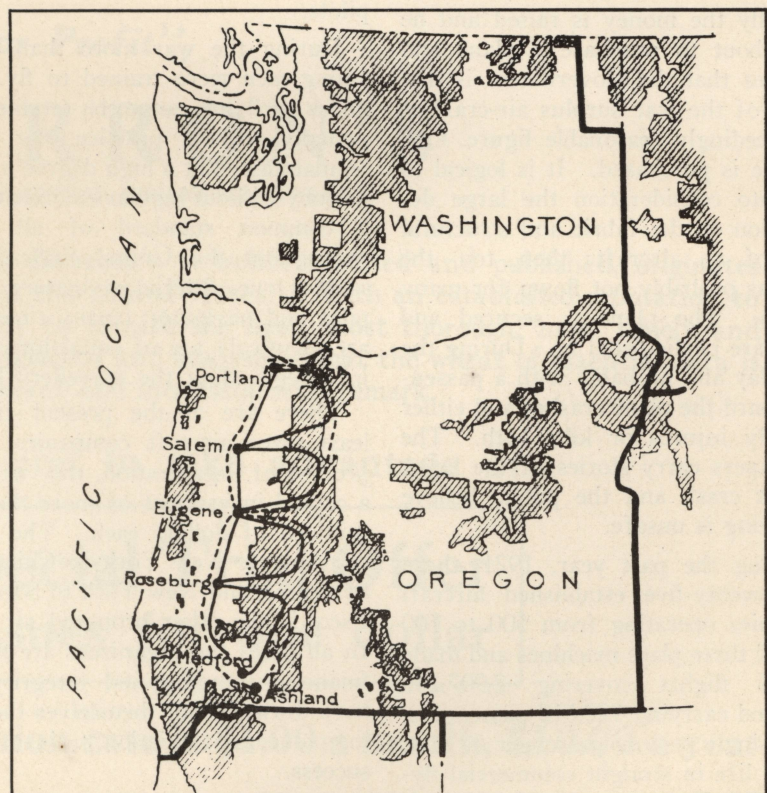 WASHINGTON
PACIFIC OCEAN
Portland
Salem
Eugene
Roseburg
OREGON
Medford
Ashland